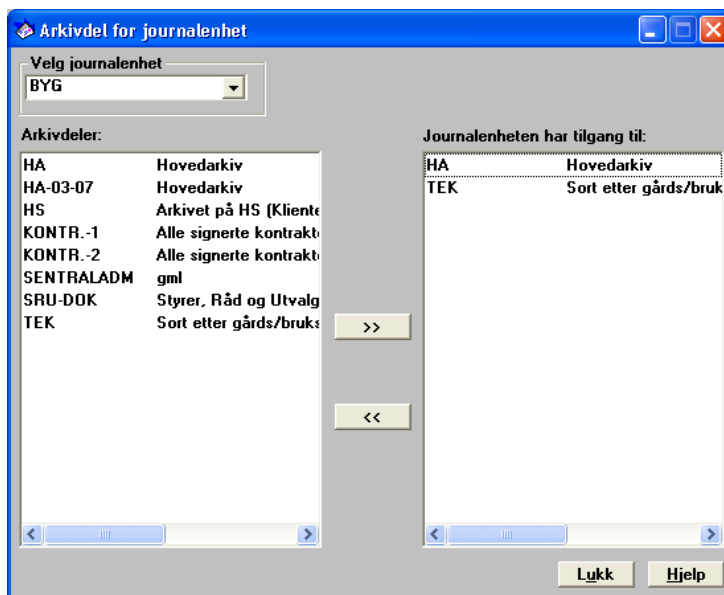 Arkivdel for journalenhet
Velg journalenhet
BYG
Arkivdeler:
HA Hovedarkiv
HA-03-07 Hovedarkiv
HS Arkivet på HS (Kliente
KONTR.-1 Alle signerte kontrakt
KONTR.-2 Alle signerte kontrakt
SENTRALADM gml
SRU-DOK Styrer, Råd og Utvalg
TEK Sort etter gårds/bruks
>>
<<
Journalenheten har tilgang til:
HA Hovedarkiv
TEK Sort etter gårds/bruk
Lukk Hjelp